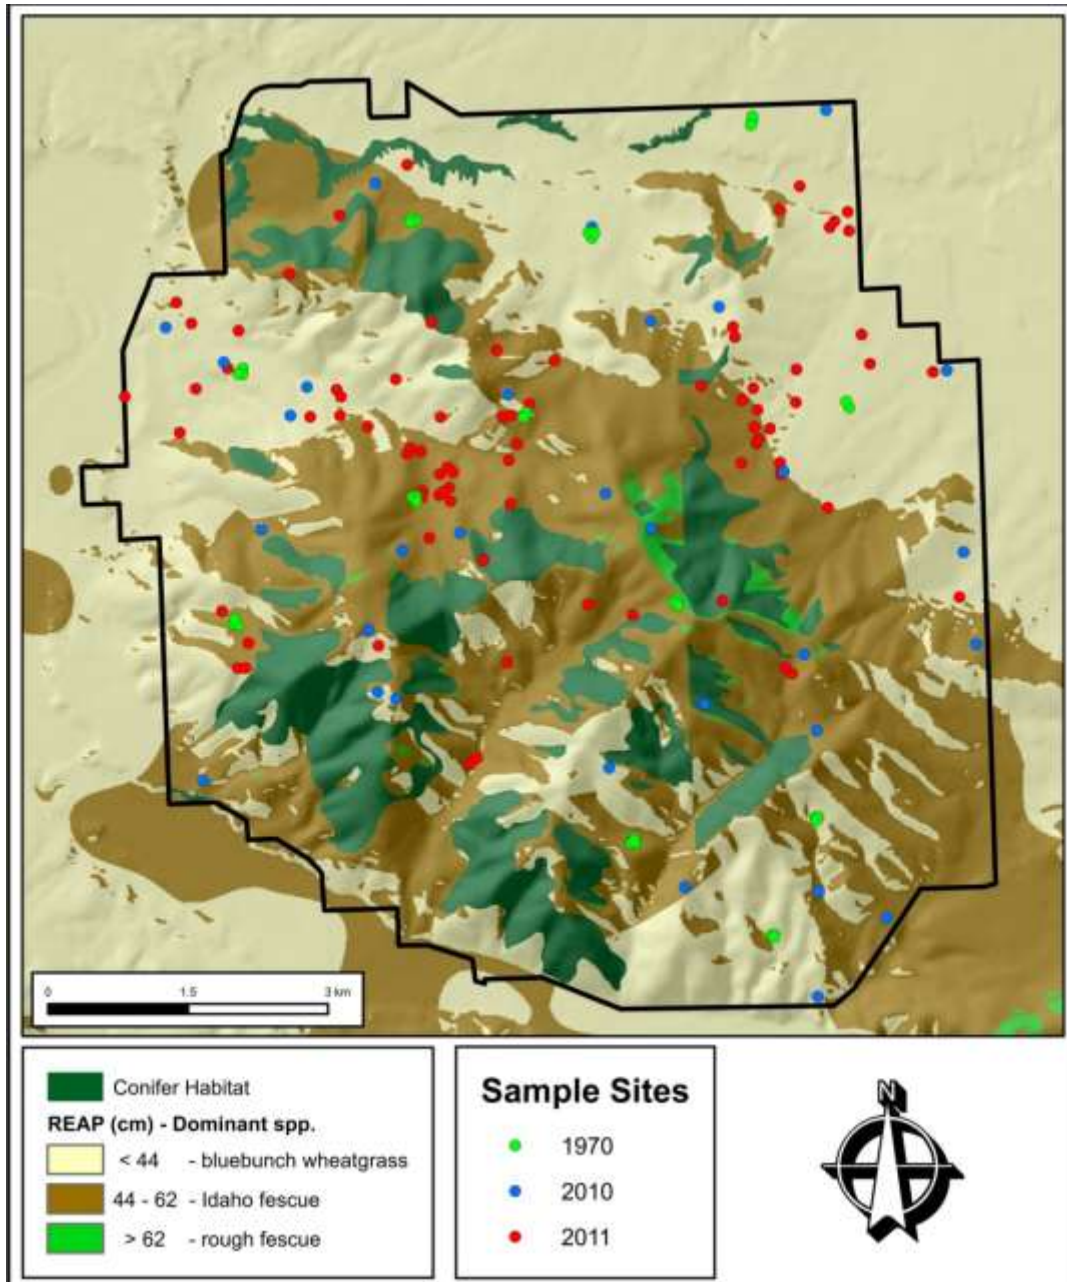 0 1.5 3 km
Conifer Habitat
REAP (cm) - Dominant spp.
< 44 - bluebunch wheatgrass
44 - 62 - Idaho fescue
> 62 - rough fescue
Sample Sites
1970
2010
2011
N